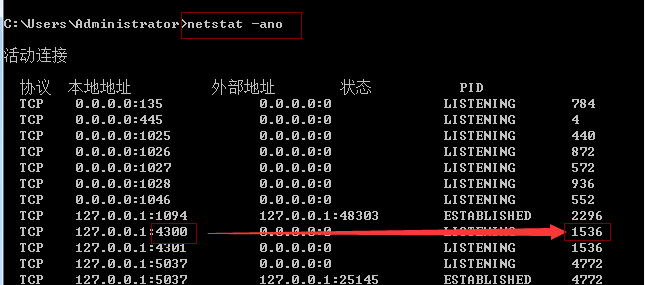 C:\Users\Administrator>netstat -ano
活动连接
协议 本地地址 外部地址 状态 PID
TCP 0.0.0.0:135 0.0.0.0:0 LISTENING 784
TCP 0.0.0.0:445 0.0.0.0:0 LISTENING 4
TCP 0.0.0.0:1025 0.0.0.0:0 LISTENING 440
TCP 0.0.0.0:1026 0.0.0.0:0 LISTENING 872
TCP 0.0.0.0:1027 0.0.0.0:0 LISTENING 572
TCP 0.0.0.0:1028 0.0.0.0:0 LISTENING 936
TCP 0.0.0.0:1046 0.0.0.0:0 LISTENING 552
TCP 127.0.0.1:1094 127.0.0.1:48303 ESTABLISHED 2296
TCP 127.0.0.1:4300 0.0.0.0:0 LISTENING 1536
TCP 127.0.0.1:4301 0.0.0.0:0 LISTENING 1536
TCP 127.0.0.1:5037 0.0.0.0:0 LISTENING 4772
TCP 127.0.0.1:5037 127.0.0.1:25145 ESTABLISHED 4772